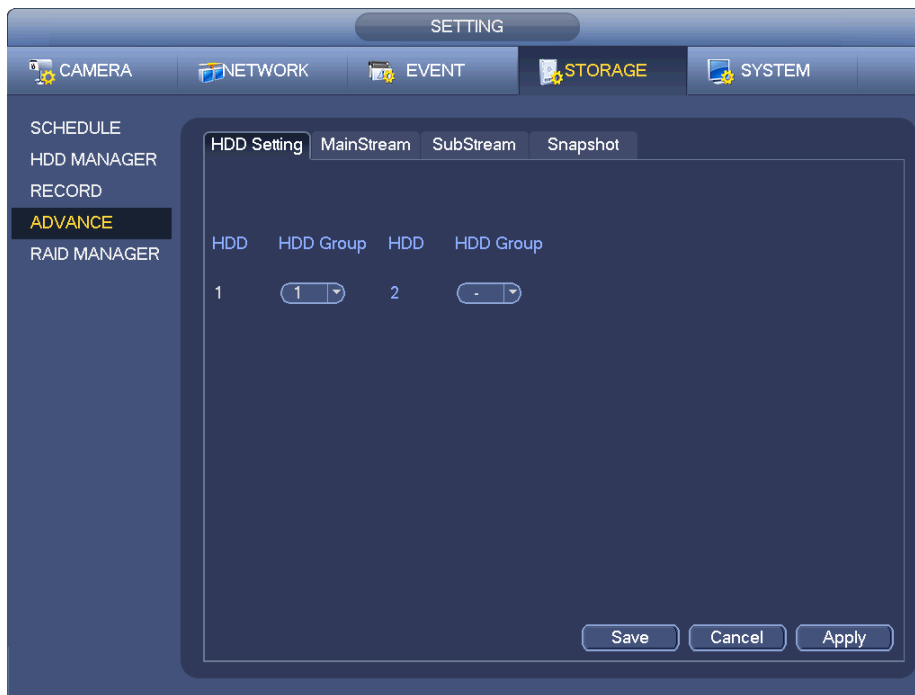 SETTING
CAMERA NETWORK EVENT STORAGE SYSTEM
SCHEDULE
HDD MANAGER
RECORD
ADVANCE
RAID MANAGER
HDD Setting MainStream SubStream Snapshot
HDD HDD Group HDD HDD Group
1 1 2 -
Save Cancel Apply